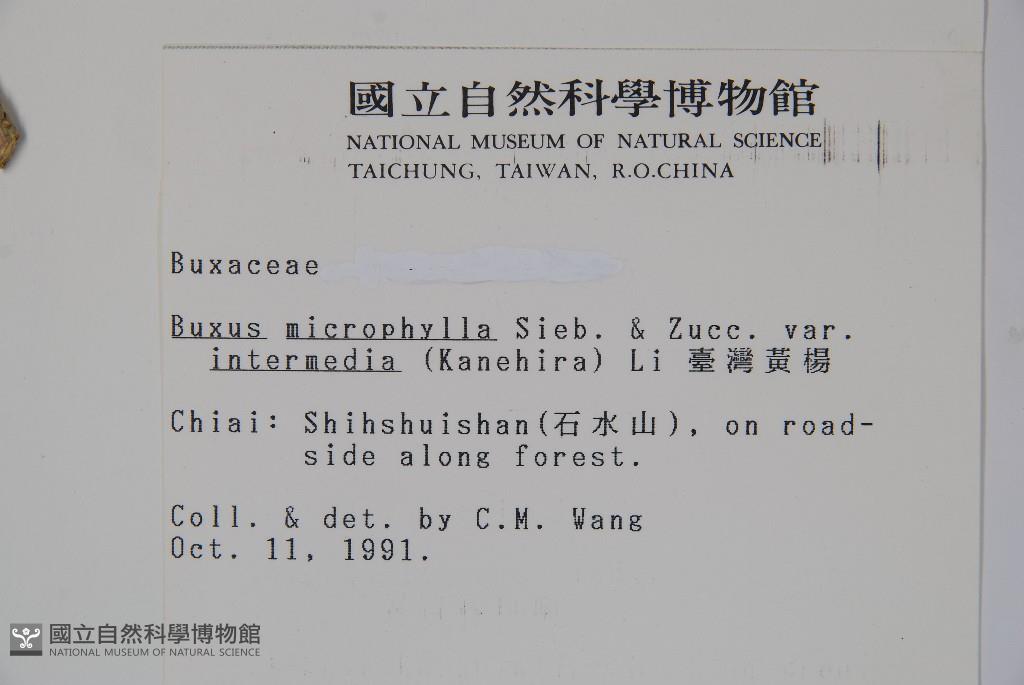 國立自然科學博物館
NATIONAL MUSEUM OF NATURAL SCIENCE
TAICHUNG, TAIWAN, R.O.CHINA
Buxaceae
Buxus microphylla Sieb. & Zucc. var.
intermedia (Kanehira) Li 臺灣黃楊
Chiai: Shihshuishan(石水山), on road-
side along forest.
Coll. & det. by C.M. Wang
Oct. 11, 1991.
國立自然科學博物館
NATIONAL MUSEUM OF NATURAL SCIENCE